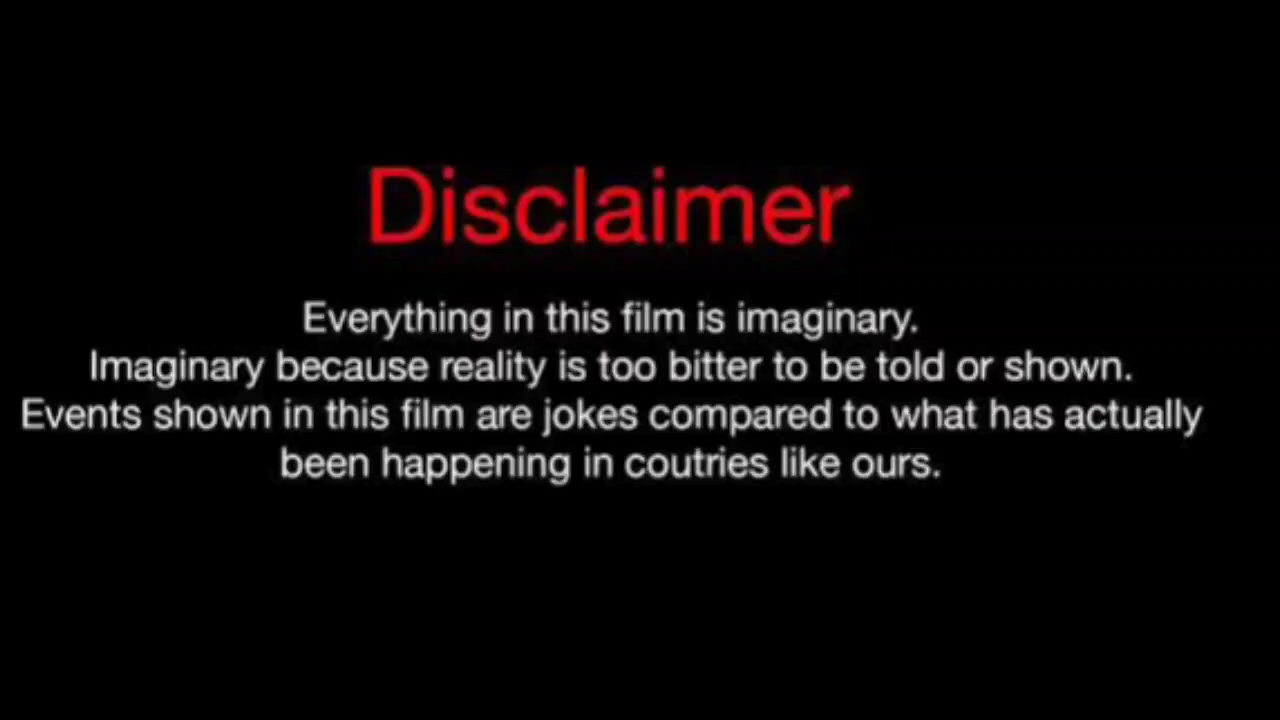 Disclaimer
Everything in this film is imaginary.
Imaginary because reality is too bitter to be told or shown.
Events shown in this film are jokes compared to what has actually
been happening in coutries like ours.